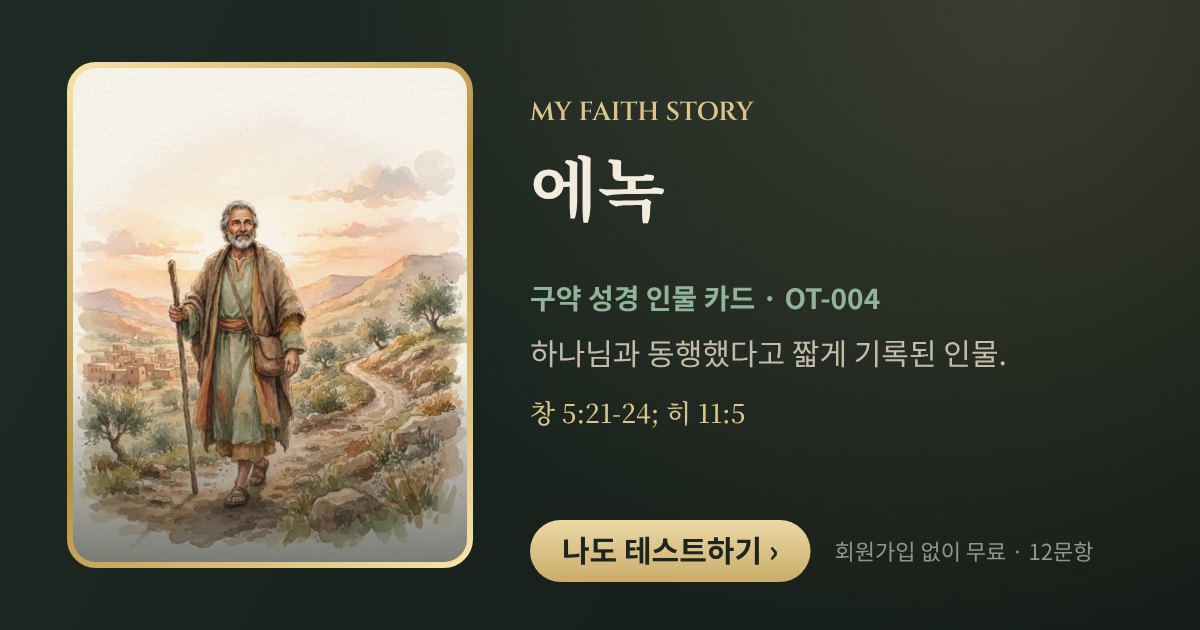 MY FAITH STORY
에녹
구약 성경 인물 카드 · OT-004
하나님과 동행했다고 짧게 기록된 인물.
창 5:21-24; 히 11:5
나도 테스트하기 ›
회원가입 없이 무료 · 12문항